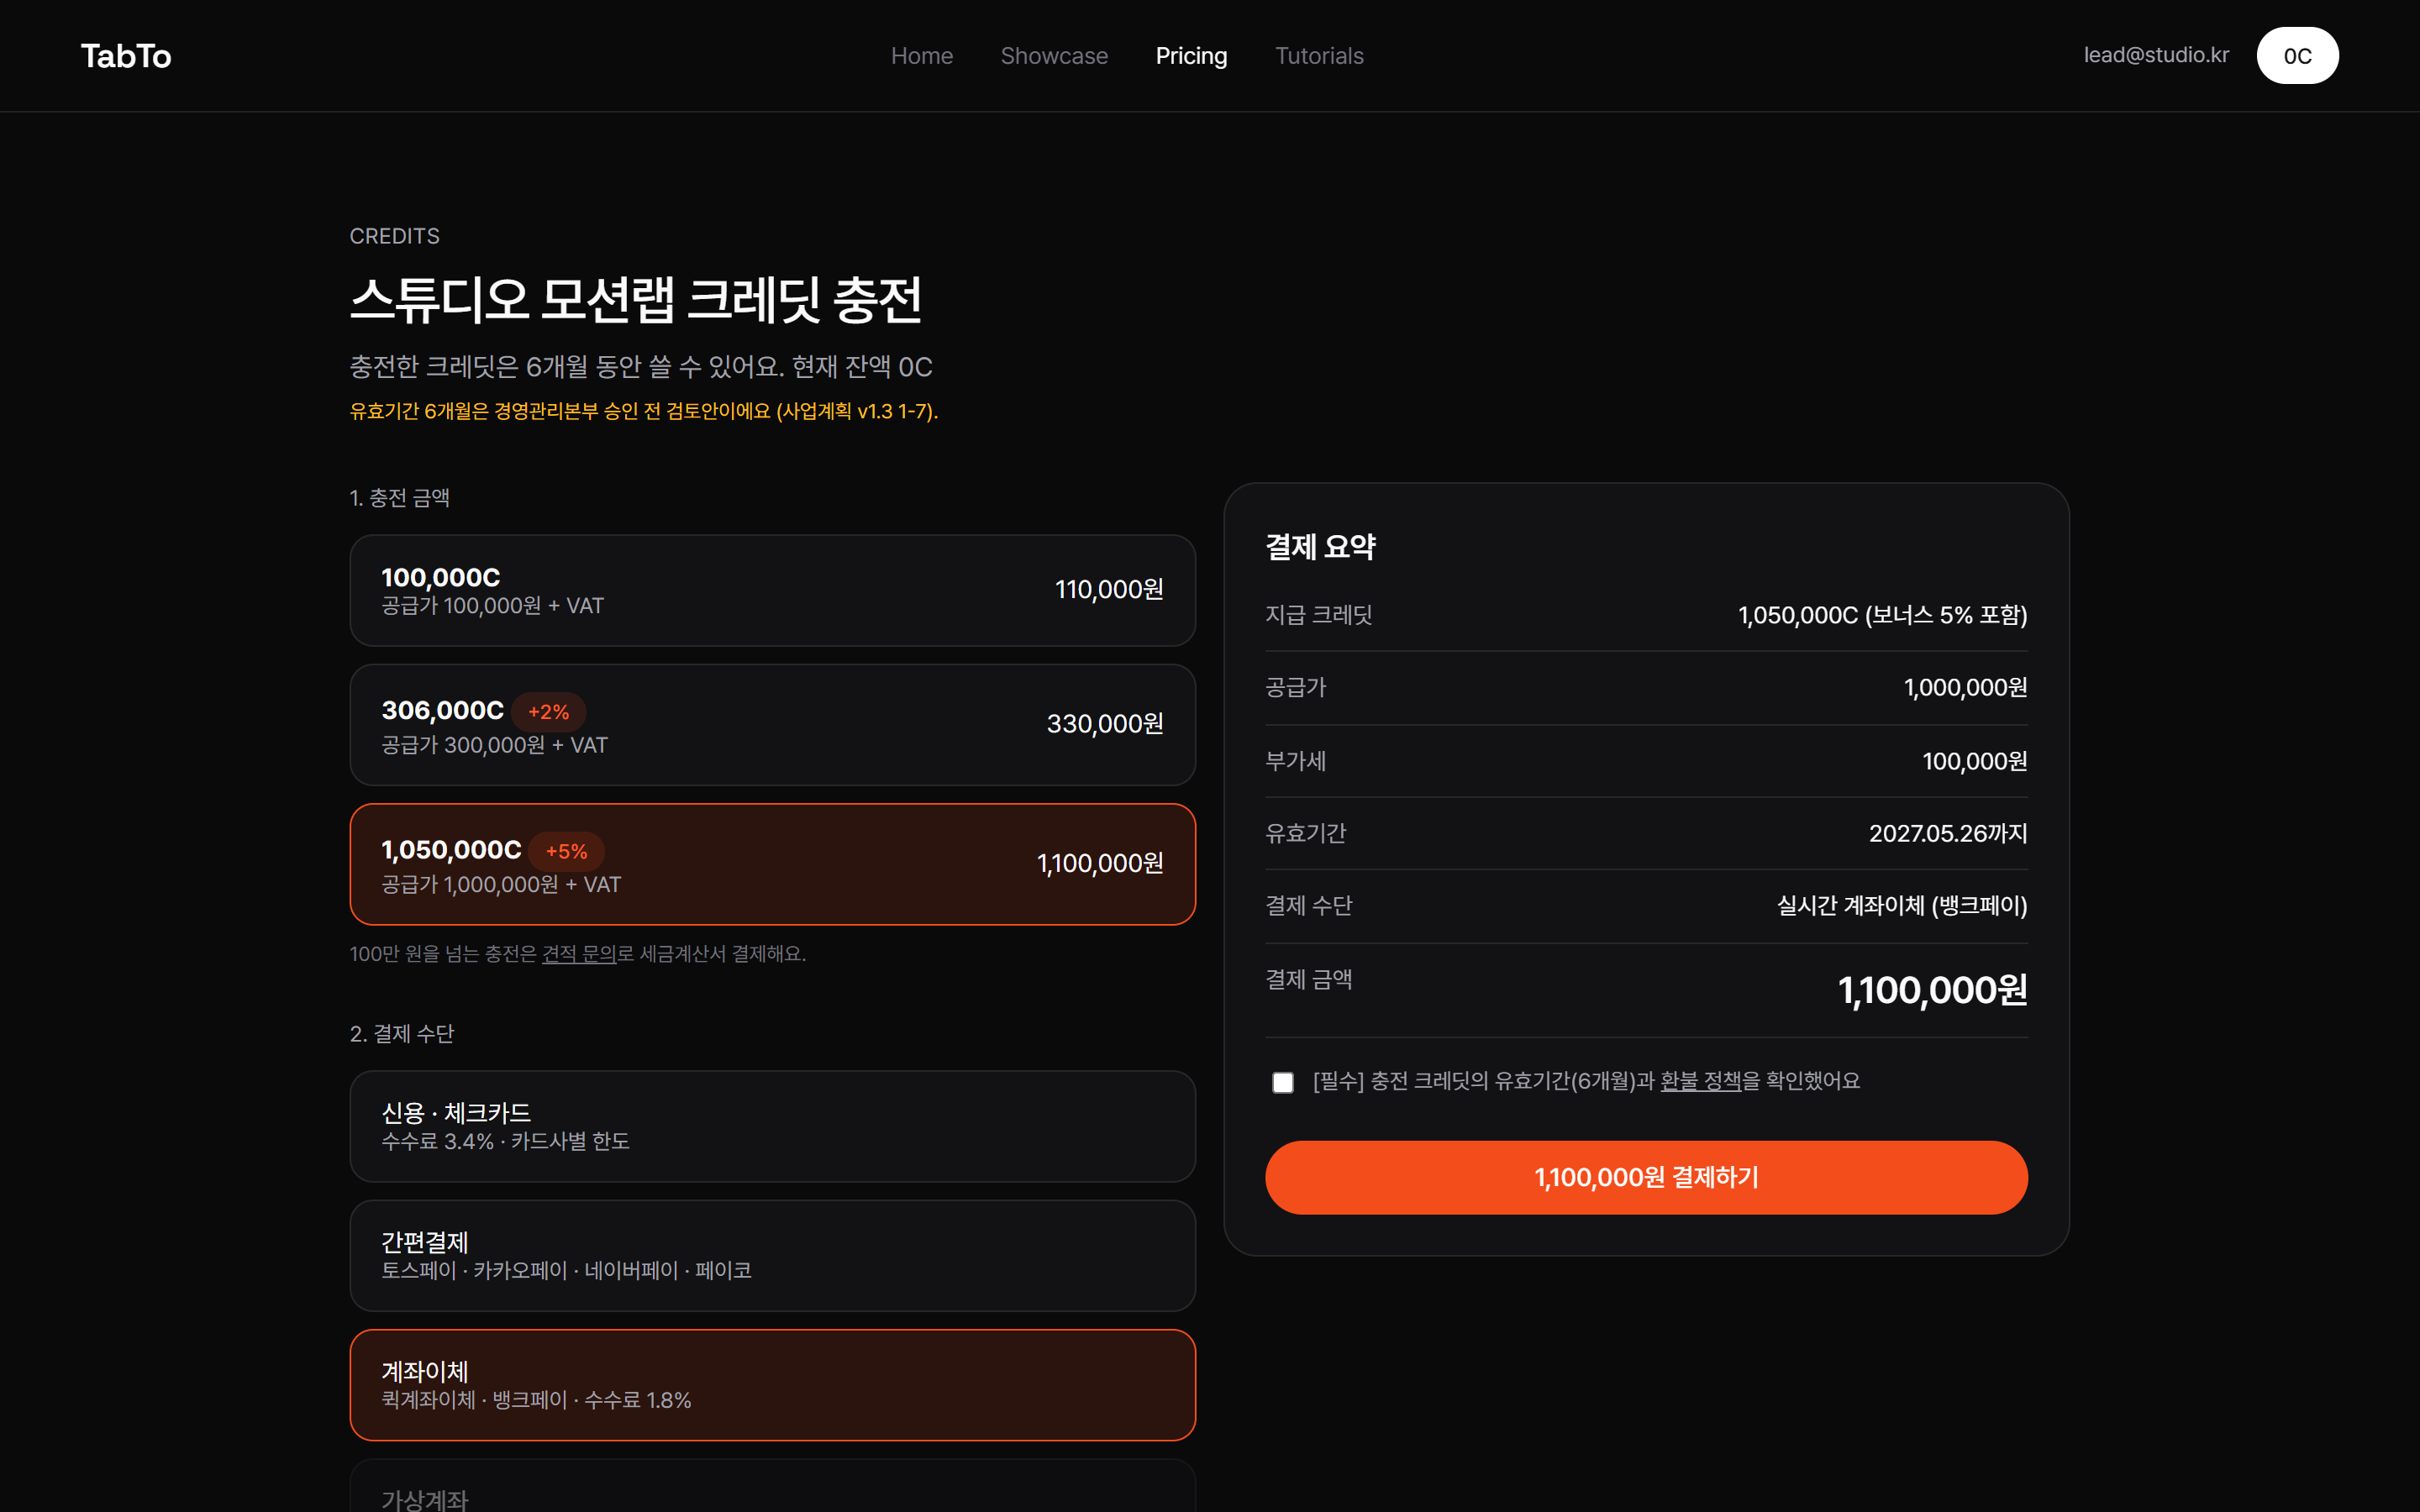 TabTo
Home
Showcase
Pricing
Tutorials
lead@studio.kr
0C
CREDITS
스튜디오 모션랩 크레딧 충전
충전한 크레딧은 6개월 동안 쓸 수 있어요. 현재 잔액 0C
유효기간 6개월은 경영관리본부 승인 전 검토안이에요 (사업계획 v1.3 1-7).
1. 충전 금액
100,000C
공급가 100,000원 + VAT
110,000원
306,000C +2%
공급가 300,000원 + VAT
330,000원
1,050,000C +5%
공급가 1,000,000원 + VAT
1,100,000원
100만 원을 넘는 충전은 견적 문의로 세금계산서 결제해요.
2. 결제 수단
신용 · 체크카드
수수료 3.4% · 카드사별 한도
간편결제
토스페이 · 카카오페이 · 네이버페이 · 페이코
계좌이체
퀵계좌이체 · 뱅크페이 · 수수료 1.8%
가상계좌
결제 요약
지급 크레딧 1,050,000C (보너스 5% 포함)
공급가 1,000,000원
부가세 100,000원
유효기간 2027.05.26까지
결제 수단 실시간 계좌이체 (뱅크페이)
결제 금액 1,100,000원
[필수] 충전 크레딧의 유효기간(6개월)과 환불 정책을 확인했어요
1,100,000원 결제하기